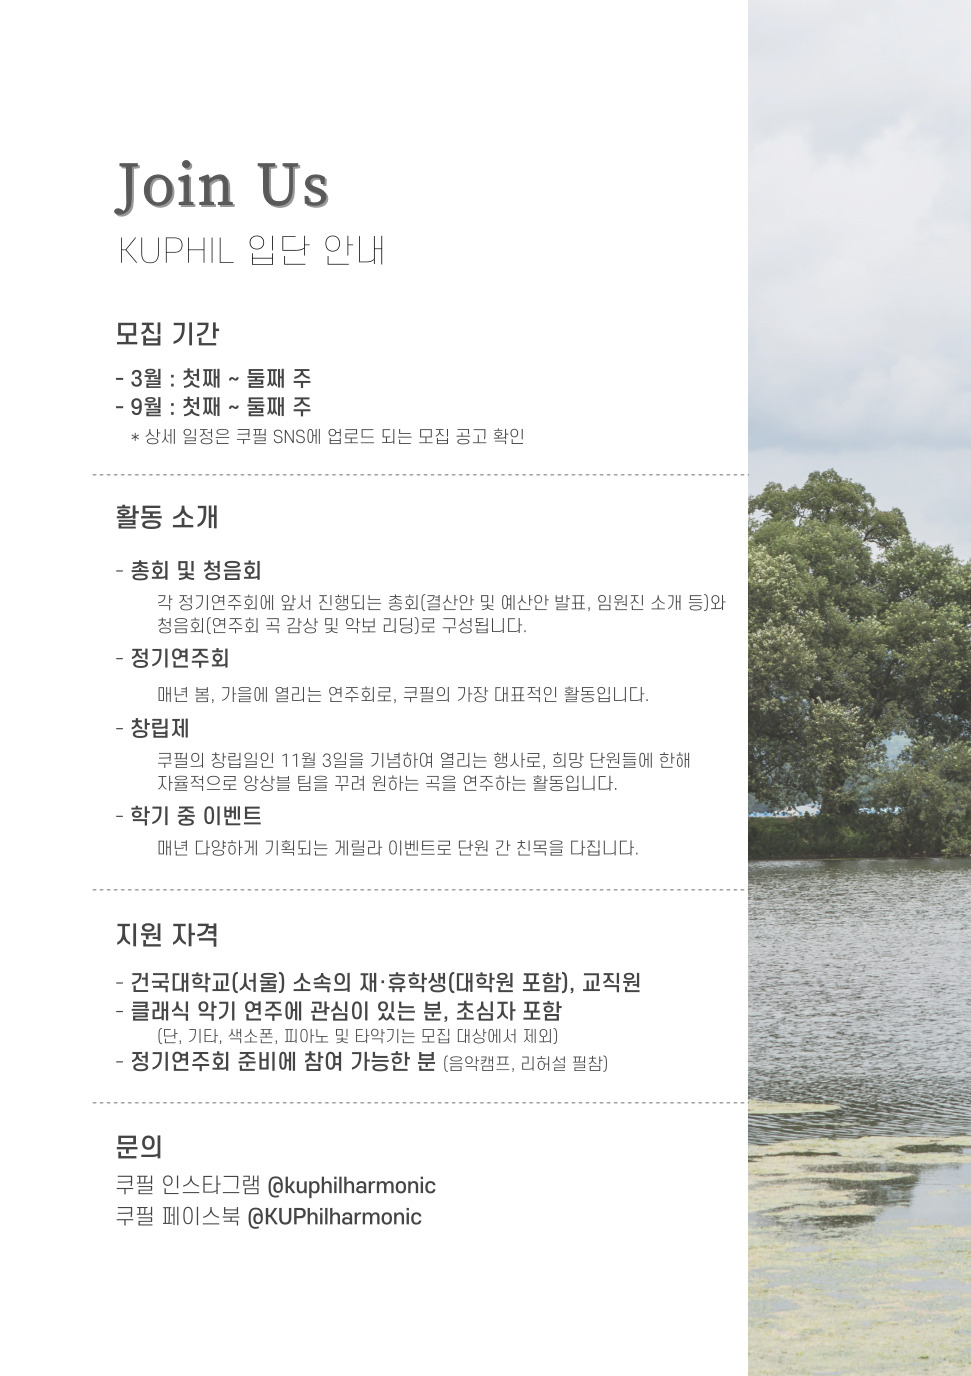 Join Us
KUPHIL 입단 안내
모집 기간
- 3월 : 첫째 ~ 둘째 주
- 9월 : 첫째 ~ 둘째 주
* 상세 일정은 쿠필 SNS에 업로드 되는 모집 공고 확인
활동 소개
- 총회 및 청음회
각 정기연주회에 앞서 진행되는 총회(결산안 및 예산안 발표, 임원진 소개 등)와
청음회(연주회 곡 감상 및 악보 리딩)로 구성됩니다.
- 정기연주회
매년 봄, 가을에 열리는 연주회로, 쿠필의 가장 대표적인 활동입니다.
- 창립제
쿠필의 창립일인 11월 3일을 기념하여 열리는 행사로, 희망 단원들에 한해
자율적으로 앙상블 팀을 꾸려 원하는 곡을 연주하는 활동입니다.
- 학기 중 이벤트
매년 다양하게 기획되는 게릴라 이벤트로 단원 간 친목을 다집니다.
지원 자격
- 건국대학교(서울) 소속의 재·휴학생(대학원 포함), 교직원
- 클래식 악기 연주에 관심이 있는 분, 초심자 포함
(단, 기타, 색소폰, 피아노 및 타악기는 모집 대상에서 제외)
- 정기연주회 준비에 참여 가능한 분 (음악캠프, 리허설 필참)
문의
쿠필 인스타그램 @kuphilharmonic
쿠필 페이스북 @KUPhilharmonic